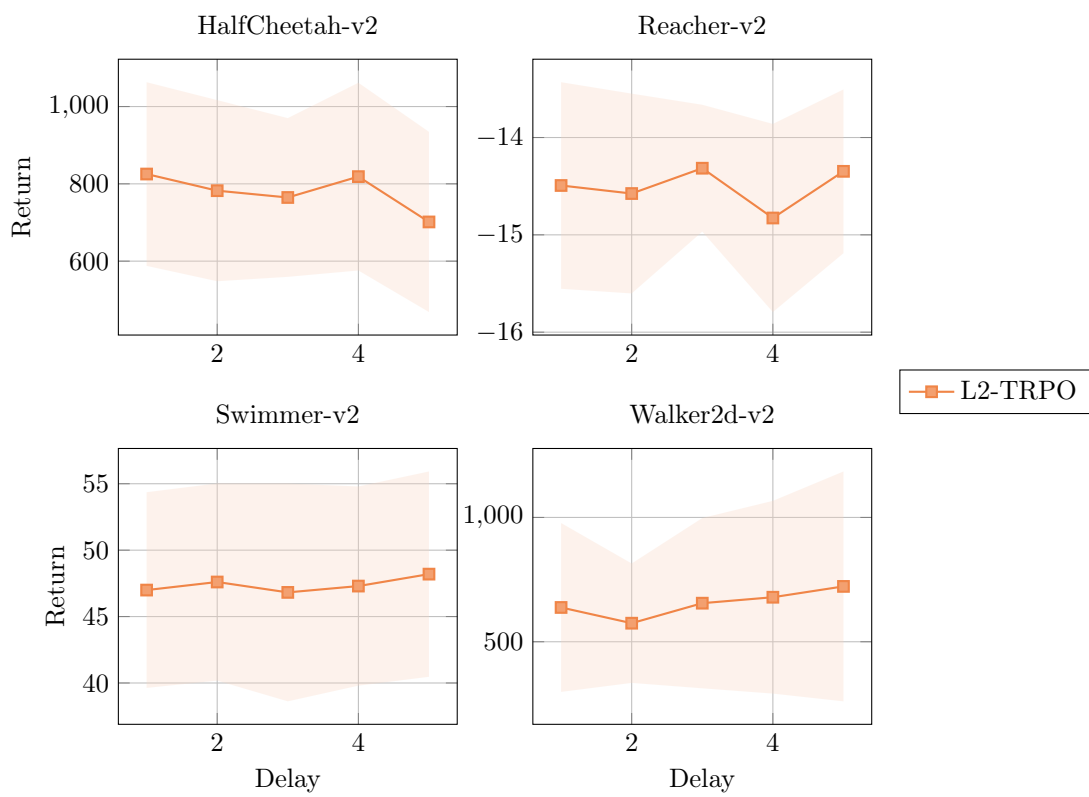 HalfCheetah-v2
Reacher-v2
Return
1,000
800
600
2
4
−14
−15
−16
2
4
L2-TRPO
Swimmer-v2
Walker2d-v2
Return
55
50
45
40
2
4
Delay
1,000
500
2
4
Delay